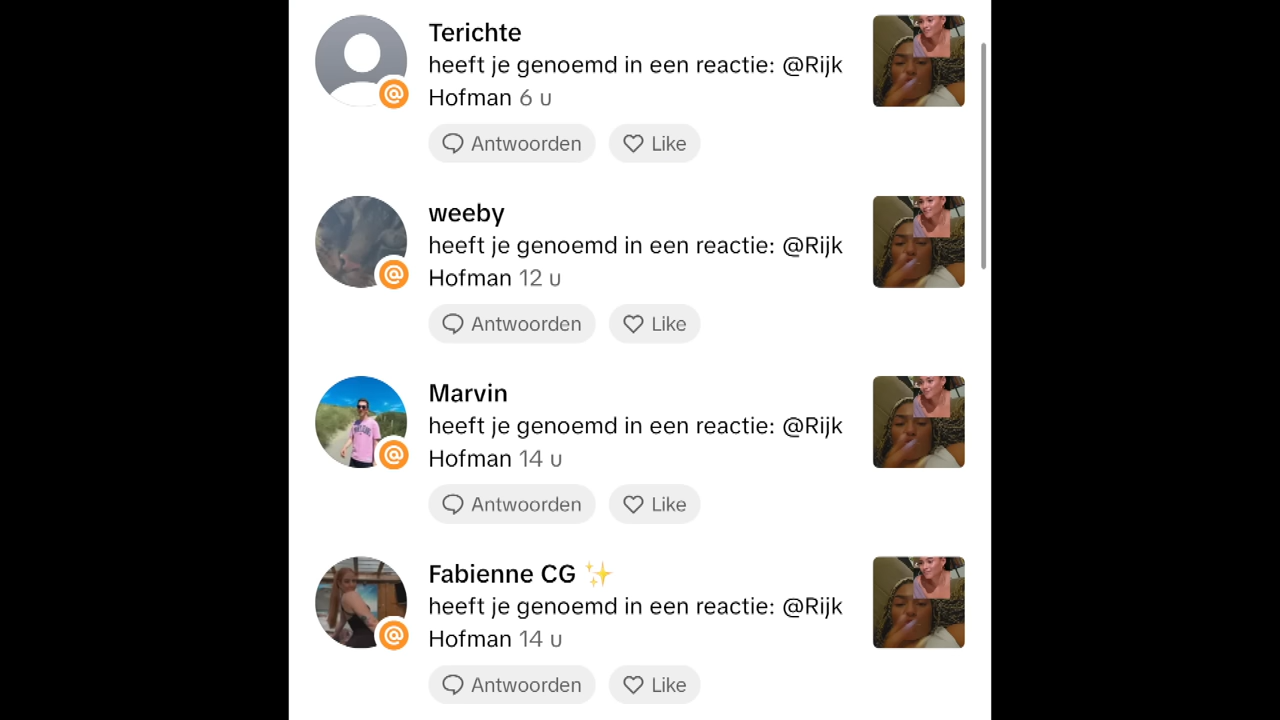 Terichte
heeft je genoemd in een reactie: @Rijk
Hofman 6 u
Antwoorden Like
weeby
heeft je genoemd in een reactie: @Rijk
Hofman 12 u
Antwoorden Like
Marvin
heeft je genoemd in een reactie: @Rijk
Hofman 14 u
Antwoorden Like
Fabienne CG ✨
heeft je genoemd in een reactie: @Rijk
Hofman 14 u
Antwoorden Like